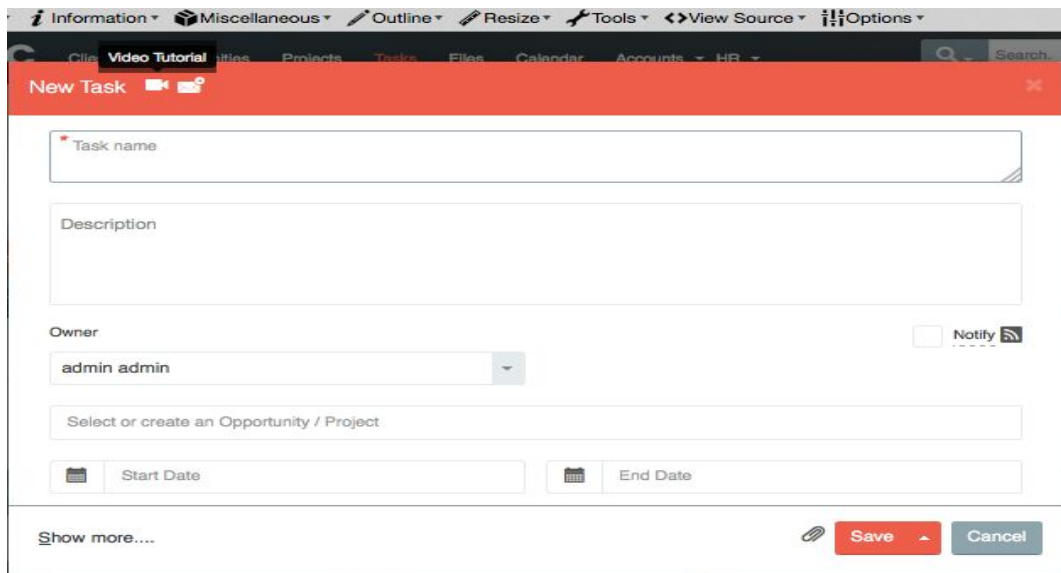 Information Miscellaneous Outline Resize Tools <>View Source Options
Projects Tasks Files Calendar Accounts HR Search..
Video Tutorial
New Task
* Task name
Description
Owner
Notify
admin admin
Select or create an Opportunity / Project
Start Date End Date
Show more.... Save Cancel